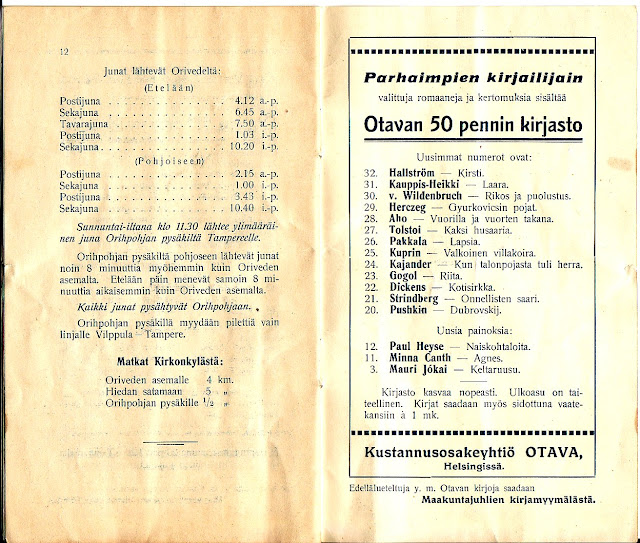 12
Junat lähtevät Orivedeltä:
(Etelään)
Postijuna . . . . . . . . . . . . . . . 4.12 a.-p.
Sekajuna . . . . . . . . . . . . . . . 6.45 a.-p.
Tavarajuna . . . . . . . . . . . . . . 7.50 a.-p.
Postijuna . . . . . . . . . . . . . . . 1.03 i.-p.
Sekajuna . . . . . . . . . . . . . . . 10.20 i.-p.
(Pohjoiseen)
Postijuna . . . . . . . . . . . . . . . 2.15 a.-p.
Sekajuna . . . . . . . . . . . . . . . 1.00 i.-p.
Postijuna . . . . . . . . . . . . . . . 3.43 i.-p.
Sekajuna . . . . . . . . . . . . . . . 10.40 i.-p.
Sunnuntai-iltana klo 11.30 lähtee ylimääräi-
nen juna Orihpohjan pysäkiltä Tampereelle.
Orihpohjan pysäkiltä pohjoseen lähtevät junat
noin 8 minuuttia myöhemmin kuin Oriveden
asemalta. Etelään päin menevät samoin 8 mi-
nuuttia aikaisemmin kuin Oriveden asemalta.
Kaikki junat pysähtyvät Orihpohjaan.
Orihpohjan pysäkillä myydään pilettiä vain
linjalle Vilppula—Tampere.
Matkat Kirkonkylästä:
Oriveden asemalle 4 km.
Hiedan satamaan 5 „
Orihpohjan pysäkille ½ „
Parhaimpien kirjailijain
valittuja romaaneja ja kertomuksia sisältää
Otavan 50 pennin kirjasto
Uusimmat numerot ovat:
32. Hallström — Kirsti.
31. Kauppis-Heikki — Laara.
30. v. Wildenbruch — Rikos ja puolustus.
29. Herczeg — Gyurkovicsin pojat.
28. Aho — Vuorilla ja vuorten takana.
27. Tolstoi — Kaksi husaaria.
26. Pakkala — Lapsia.
25. Kuprin — Valkoinen villakoira.
24. Kajander — Kun talonpojasta tuli herra.
23. Gogol — Riita.
22. Dickens — Kotisirkka.
21. Strindberg — Onnellisten saari.
20. Pushkin — Dubrovskij.
Uusia painoksia:
12. Paul Heyse — Naiskohtaloita.
11. Minna Canth — Agnes.
3. Mauri Jókai — Keltaruusu.
Kirjasto kasvaa nopeasti. Ulkoasu on tai-
teellinen. Kirjat saadaan myös sidottuna vaate-
kansiin à 1 mk.
Kustannusosakeyhtiö OTAVA,
Helsingissä.
Edellälueteltuja y. m. Otavan kirjoja saadaan
Maakuntajuhlien kirjamyymälästä.